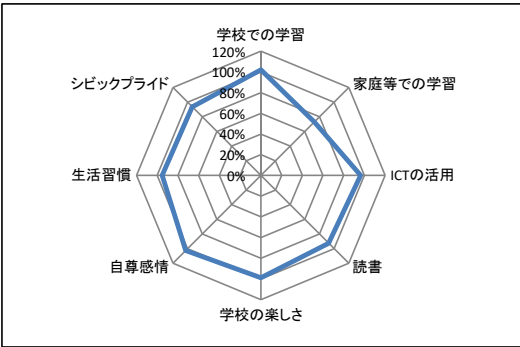 学校での学習
120%
100%
80%
60%
40%
20%
0%
家庭等での学習
ICTの活用
読書
学校の楽しさ
自尊感情
生活習慣
シビックプライド